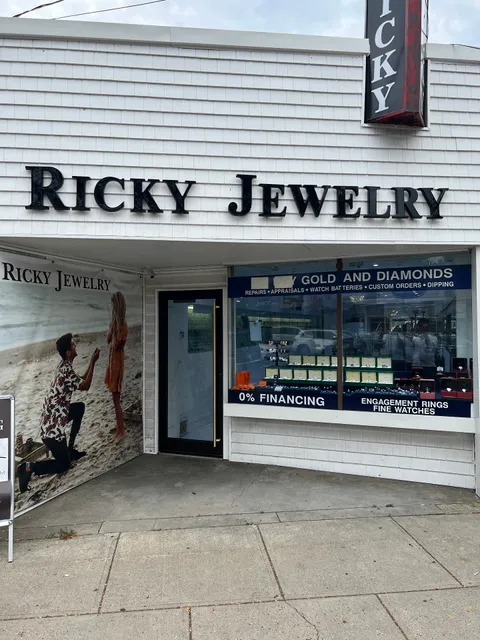 ICKY
RICKY JEWELRY
RICKY JEWELRY
GOLD AND DIAMONDS
REPAIRS • APPRAISALS • WATCH BATTERIES • CUSTOM ORDERS • DIPPING
0% FINANCING
ENGAGEMENT RINGS
FINE WATCHES